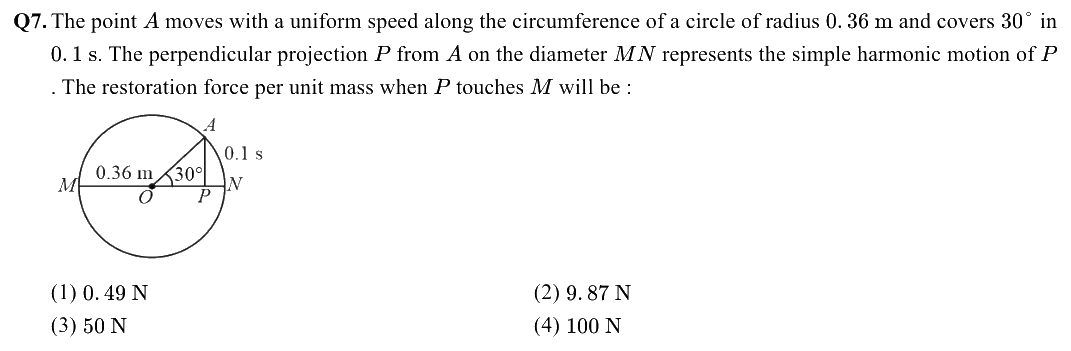 Q7. The point A moves with a uniform speed along the circumference of a circle of radius 0. 36 m and covers 30° in
0. 1 s. The perpendicular projection P from A on the diameter MN represents the simple harmonic motion of P
. The restoration force per unit mass when P touches M will be :
A
0.1 s
0.36 m
30°
M
N
O
P
(1) 0. 49 N
(2) 9. 87 N
(3) 50 N
(4) 100 N